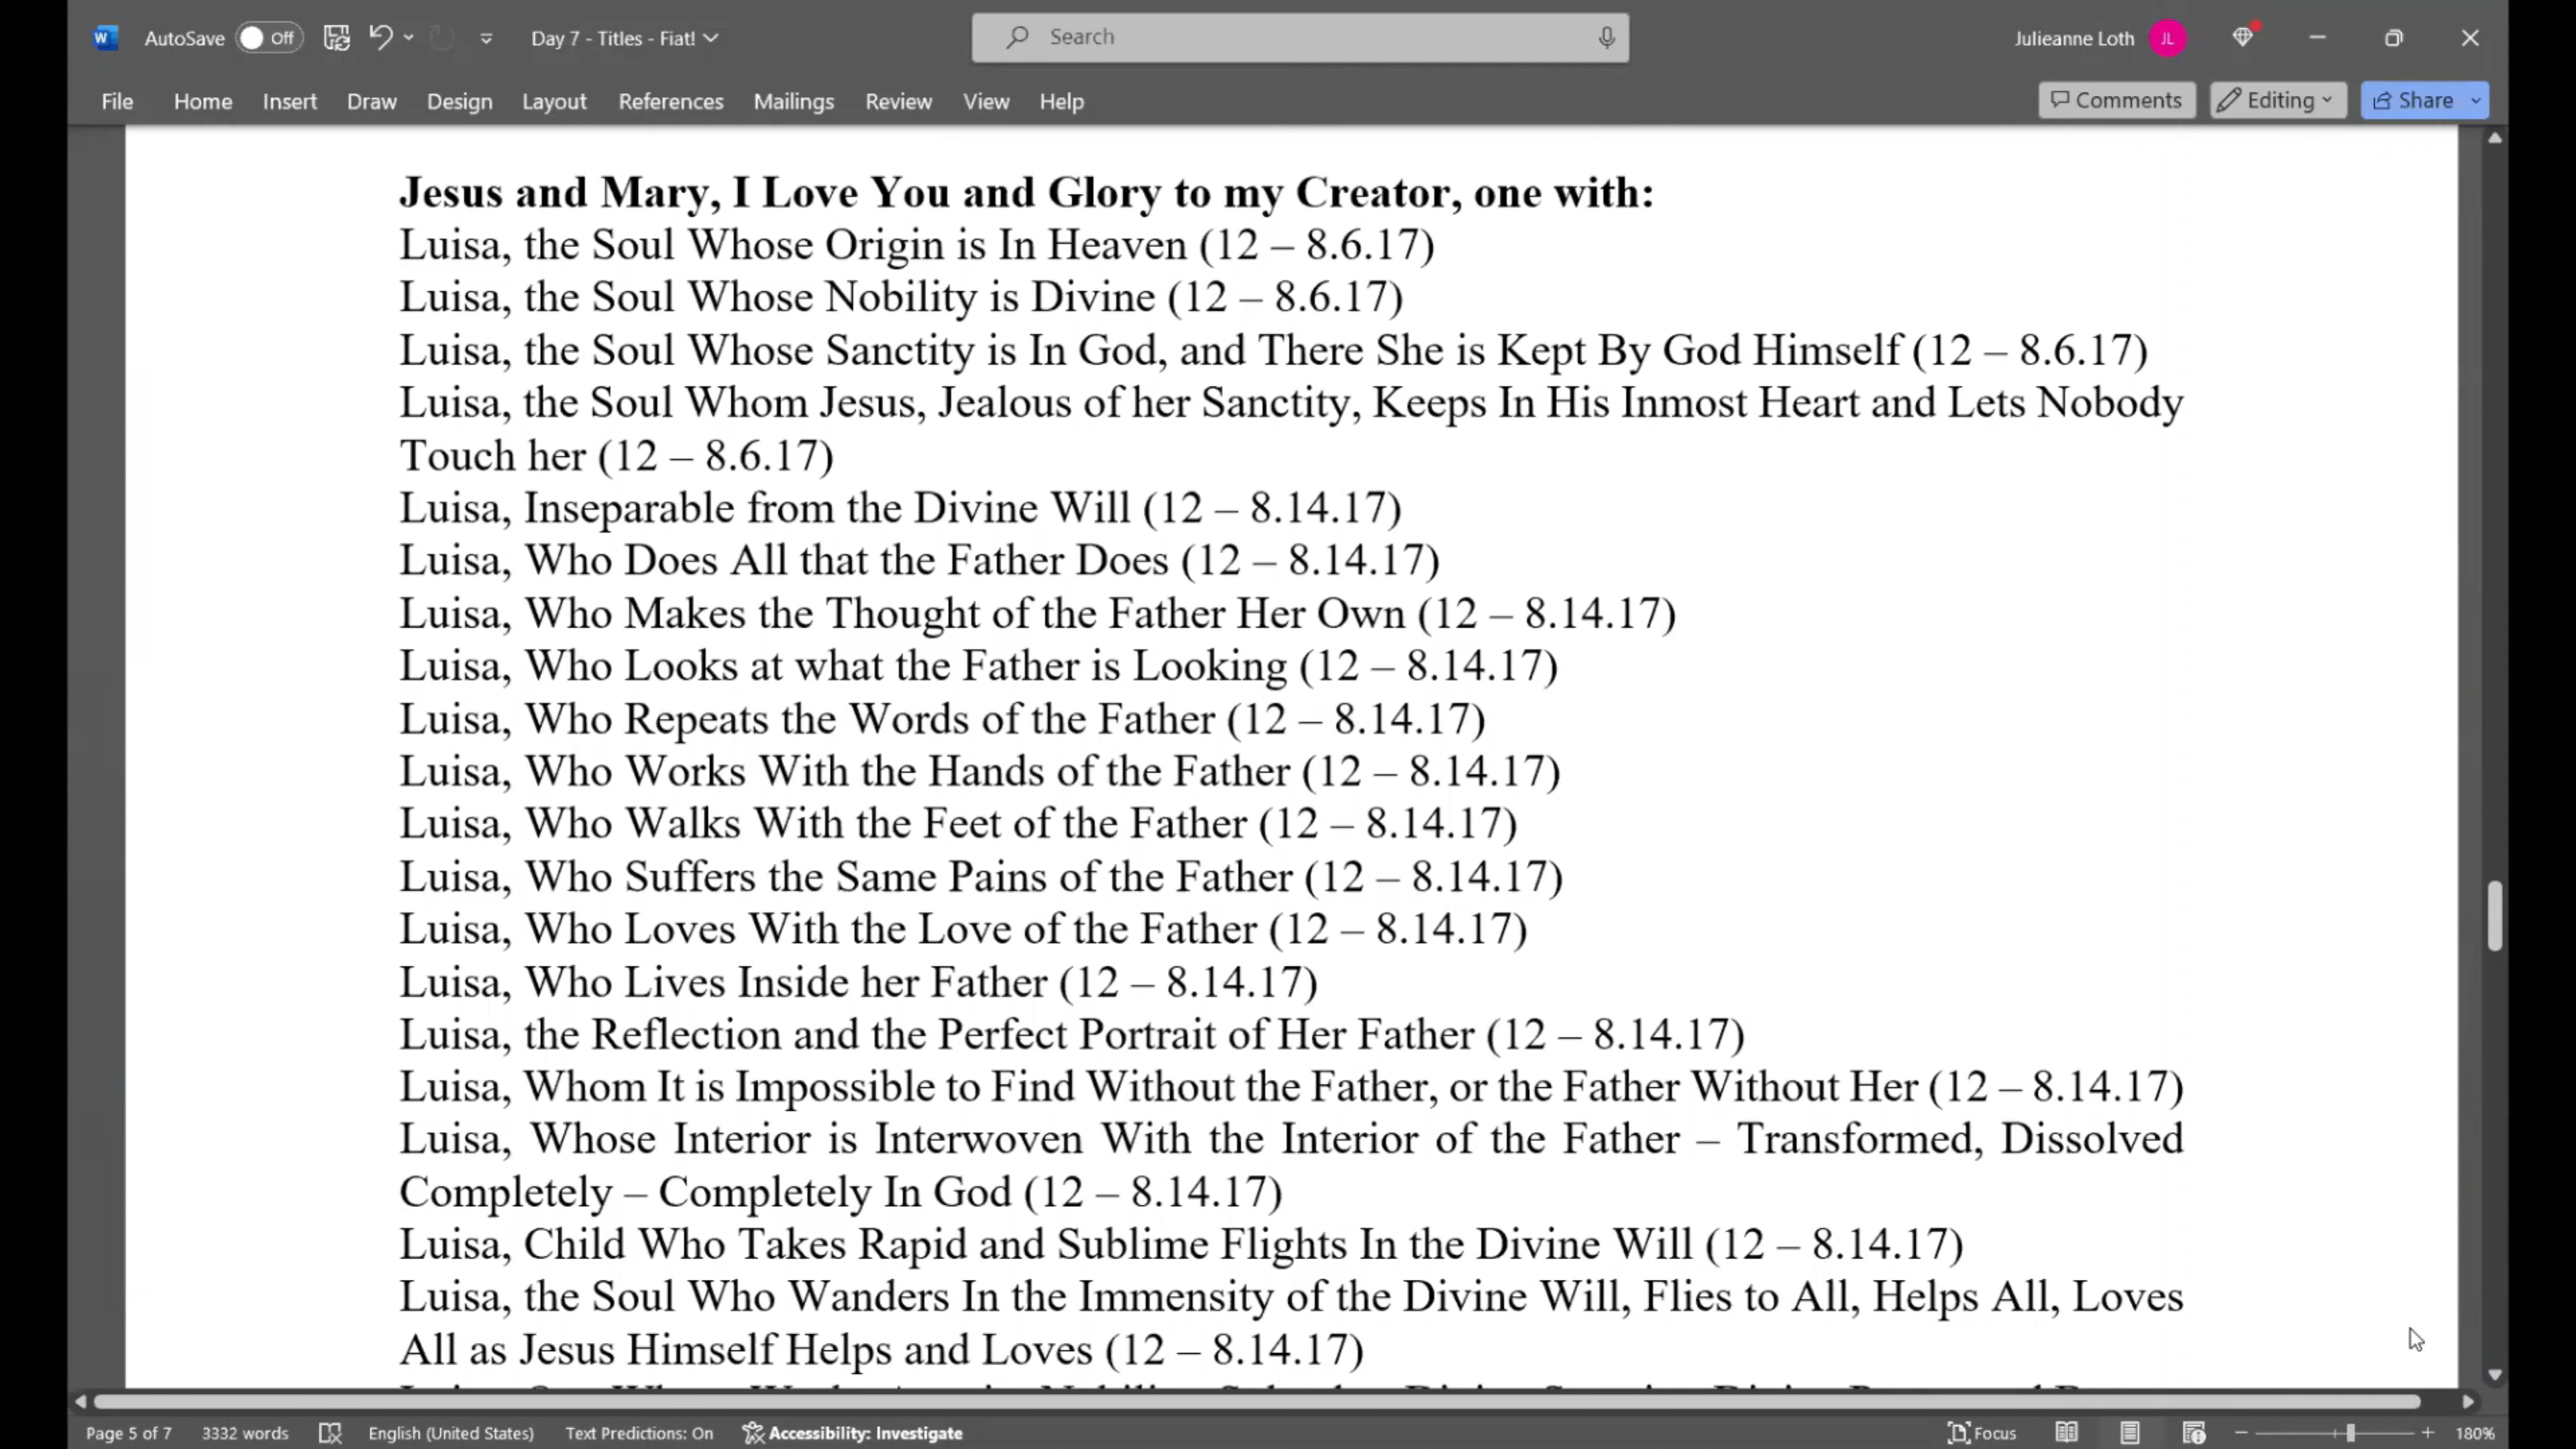 AutoSave Off Day 7 - Titles - Fiat! Search Julieanne Loth JL
File Home Insert Draw Design Layout References Mailings Review View Help Comments Editing Share
Jesus and Mary, I Love You and Glory to my Creator, one with:
Luisa, the Soul Whose Origin is In Heaven (12 – 8.6.17)
Luisa, the Soul Whose Nobility is Divine (12 – 8.6.17)
Luisa, the Soul Whose Sanctity is In God, and There She is Kept By God Himself (12 – 8.6.17)
Luisa, the Soul Whom Jesus, Jealous of her Sanctity, Keeps In His Inmost Heart and Lets Nobody
Touch her (12 – 8.6.17)
Luisa, Inseparable from the Divine Will (12 – 8.14.17)
Luisa, Who Does All that the Father Does (12 – 8.14.17)
Luisa, Who Makes the Thought of the Father Her Own (12 – 8.14.17)
Luisa, Who Looks at what the Father is Looking (12 – 8.14.17)
Luisa, Who Repeats the Words of the Father (12 – 8.14.17)
Luisa, Who Works With the Hands of the Father (12 – 8.14.17)
Luisa, Who Walks With the Feet of the Father (12 – 8.14.17)
Luisa, Who Suffers the Same Pains of the Father (12 – 8.14.17)
Luisa, Who Loves With the Love of the Father (12 – 8.14.17)
Luisa, Who Lives Inside her Father (12 – 8.14.17)
Luisa, the Reflection and the Perfect Portrait of Her Father (12 – 8.14.17)
Luisa, Whom It is Impossible to Find Without the Father, or the Father Without Her (12 – 8.14.17)
Luisa, Whose Interior is Interwoven With the Interior of the Father – Transformed, Dissolved
Completely – Completely In God (12 – 8.14.17)
Luisa, Child Who Takes Rapid and Sublime Flights In the Divine Will (12 – 8.14.17)
Luisa, the Soul Who Wanders In the Immensity of the Divine Will, Flies to All, Helps All, Loves
All as Jesus Himself Helps and Loves (12 – 8.14.17)
Page 5 of 7 3332 words English (United States) Text Predictions: On Accessibility: Investigate Focus 180%